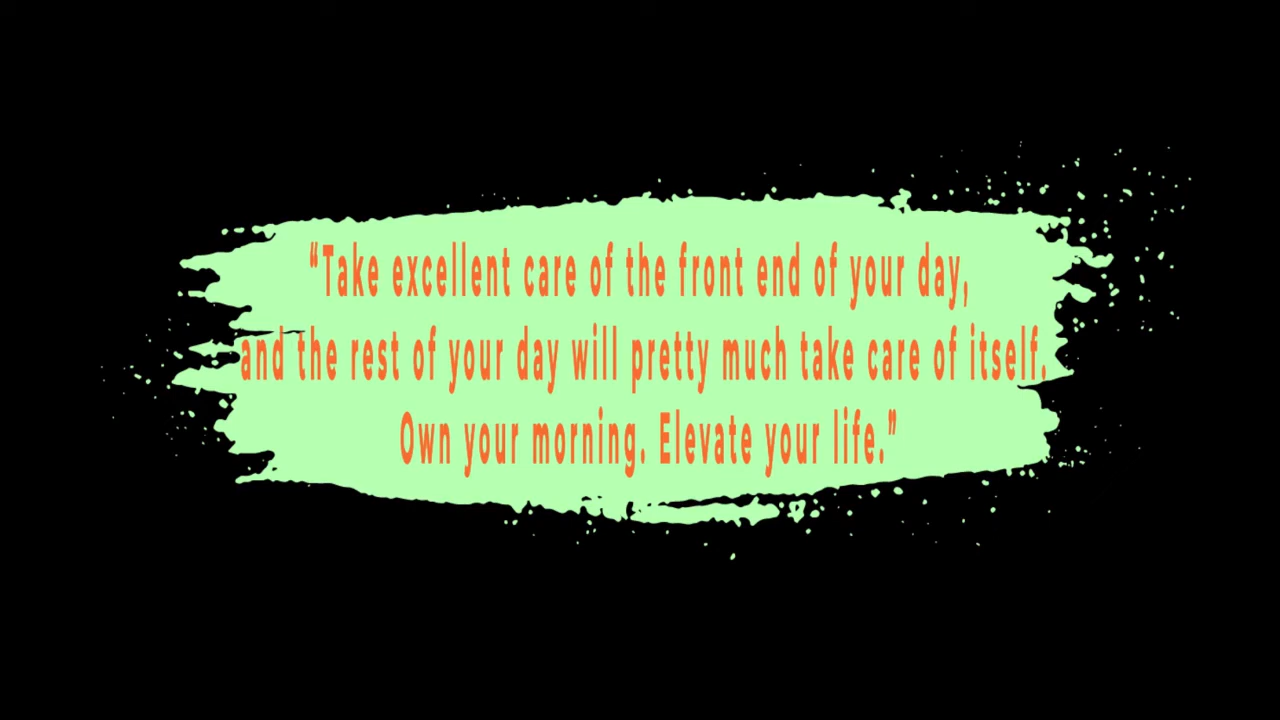 “Take excellent care of the front end of your day,
and the rest of your day will pretty much take care of itself.
Own your morning. Elevate your life.”